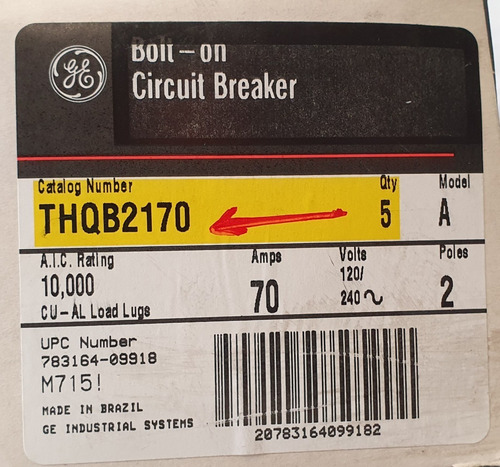 GE
Bolt – on
Circuit Breaker
Catalog Number Qty Model
THQB2170 5 A
A.I.C. Rating Amps Volts Poles
10,000 70 120/ 2
240~
CU – AL Load Lugs
UPC Number
783164-09918
M715!
MADE IN BRAZIL
GE INDUSTRIAL SYSTEMS
20783164099182